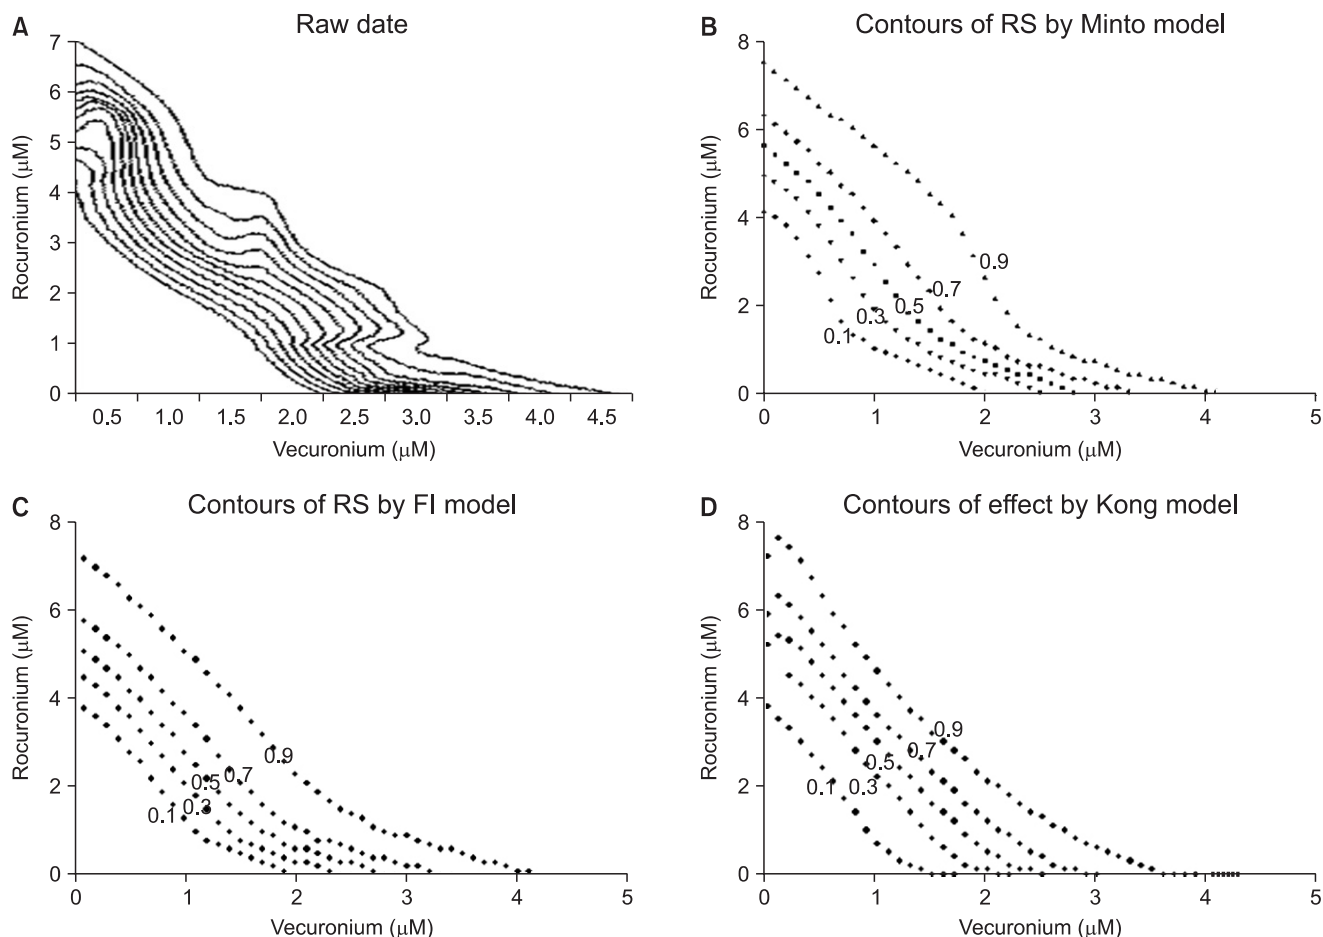 A Raw date
7
6
5
4
3
2
1
0
Rocuronium (μM)
0.5 1.0 1.5 2.0 2.5 3.0 3.5 4.0 4.5
Vecuronium (μM)
B Contours of RS by Minto model
8
6
4
2
0
Rocuronium (μM)
0.9
0.7
0.5
0.3
0.1
0 1 2 3 4 5
Vecuronium (μM)
C Contours of RS by FI model
8
6
4
2
0
Rocuronium (μM)
0.9
0.7
0.5
0.3
0.1
0 1 2 3 4 5
Vecuronium (μM)
D Contours of effect by Kong model
8
6
4
2
0
Rocuronium (μM)
0.9
0.7
0.5
0.3
0.1
0 1 2 3 4 5
Vecuronium (μM)